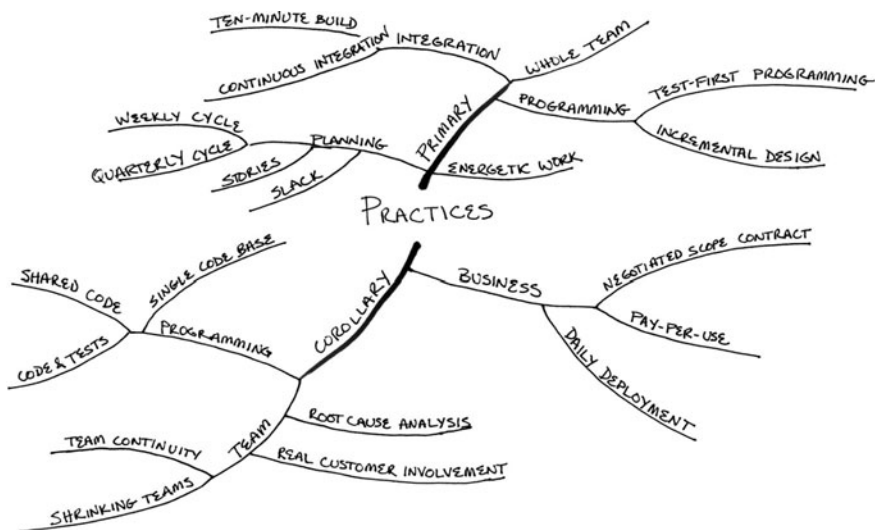 TEN-MINUTE BUILD
CONTINUOUS INTEGRATION
INTEGRATION
WHOLE TEAM
PRIMARY
PROGRAMMING
TEST-FIRST PROGRAMMING
INCREMENTAL DESIGN
WEEKLY CYCLE
QUARTERLY CYCLE
PLANNING
STORIES
SLACK
ENERGETIC WORK
PRACTICES
COROLLARY
BUSINESS
NEGOTIATED SCOPE CONTRACT
PAY-PER-USE
DAILY DEPLOYMENT
SHARED CODE
SINGLE CODE BASE
PROGRAMMING
CODE & TESTS
TEAM
ROOT CAUSE ANALYSIS
REAL CUSTOMER INVOLVEMENT
TEAM CONTINUITY
SHRINKING TEAMS